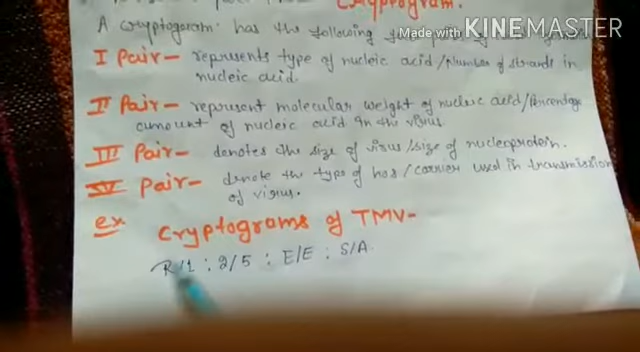 Cryptogram.
A cryptogram has the following
Made with KINEMASTER
I Pair - represents type of nucleic acid/Number of strands in
nucleic acid.
II Pair - represent molecular weight of nucleic acid/Percentage
amount of nucleic acid in the virus.
III Pair - denotes the size of virus/size of nucleoprotein.
IV Pair - denote the type of hos/carrier used in transmission
of virus.
ex Cryptograms of TMV-
R/1 : 2/5 : E/E : S/A.